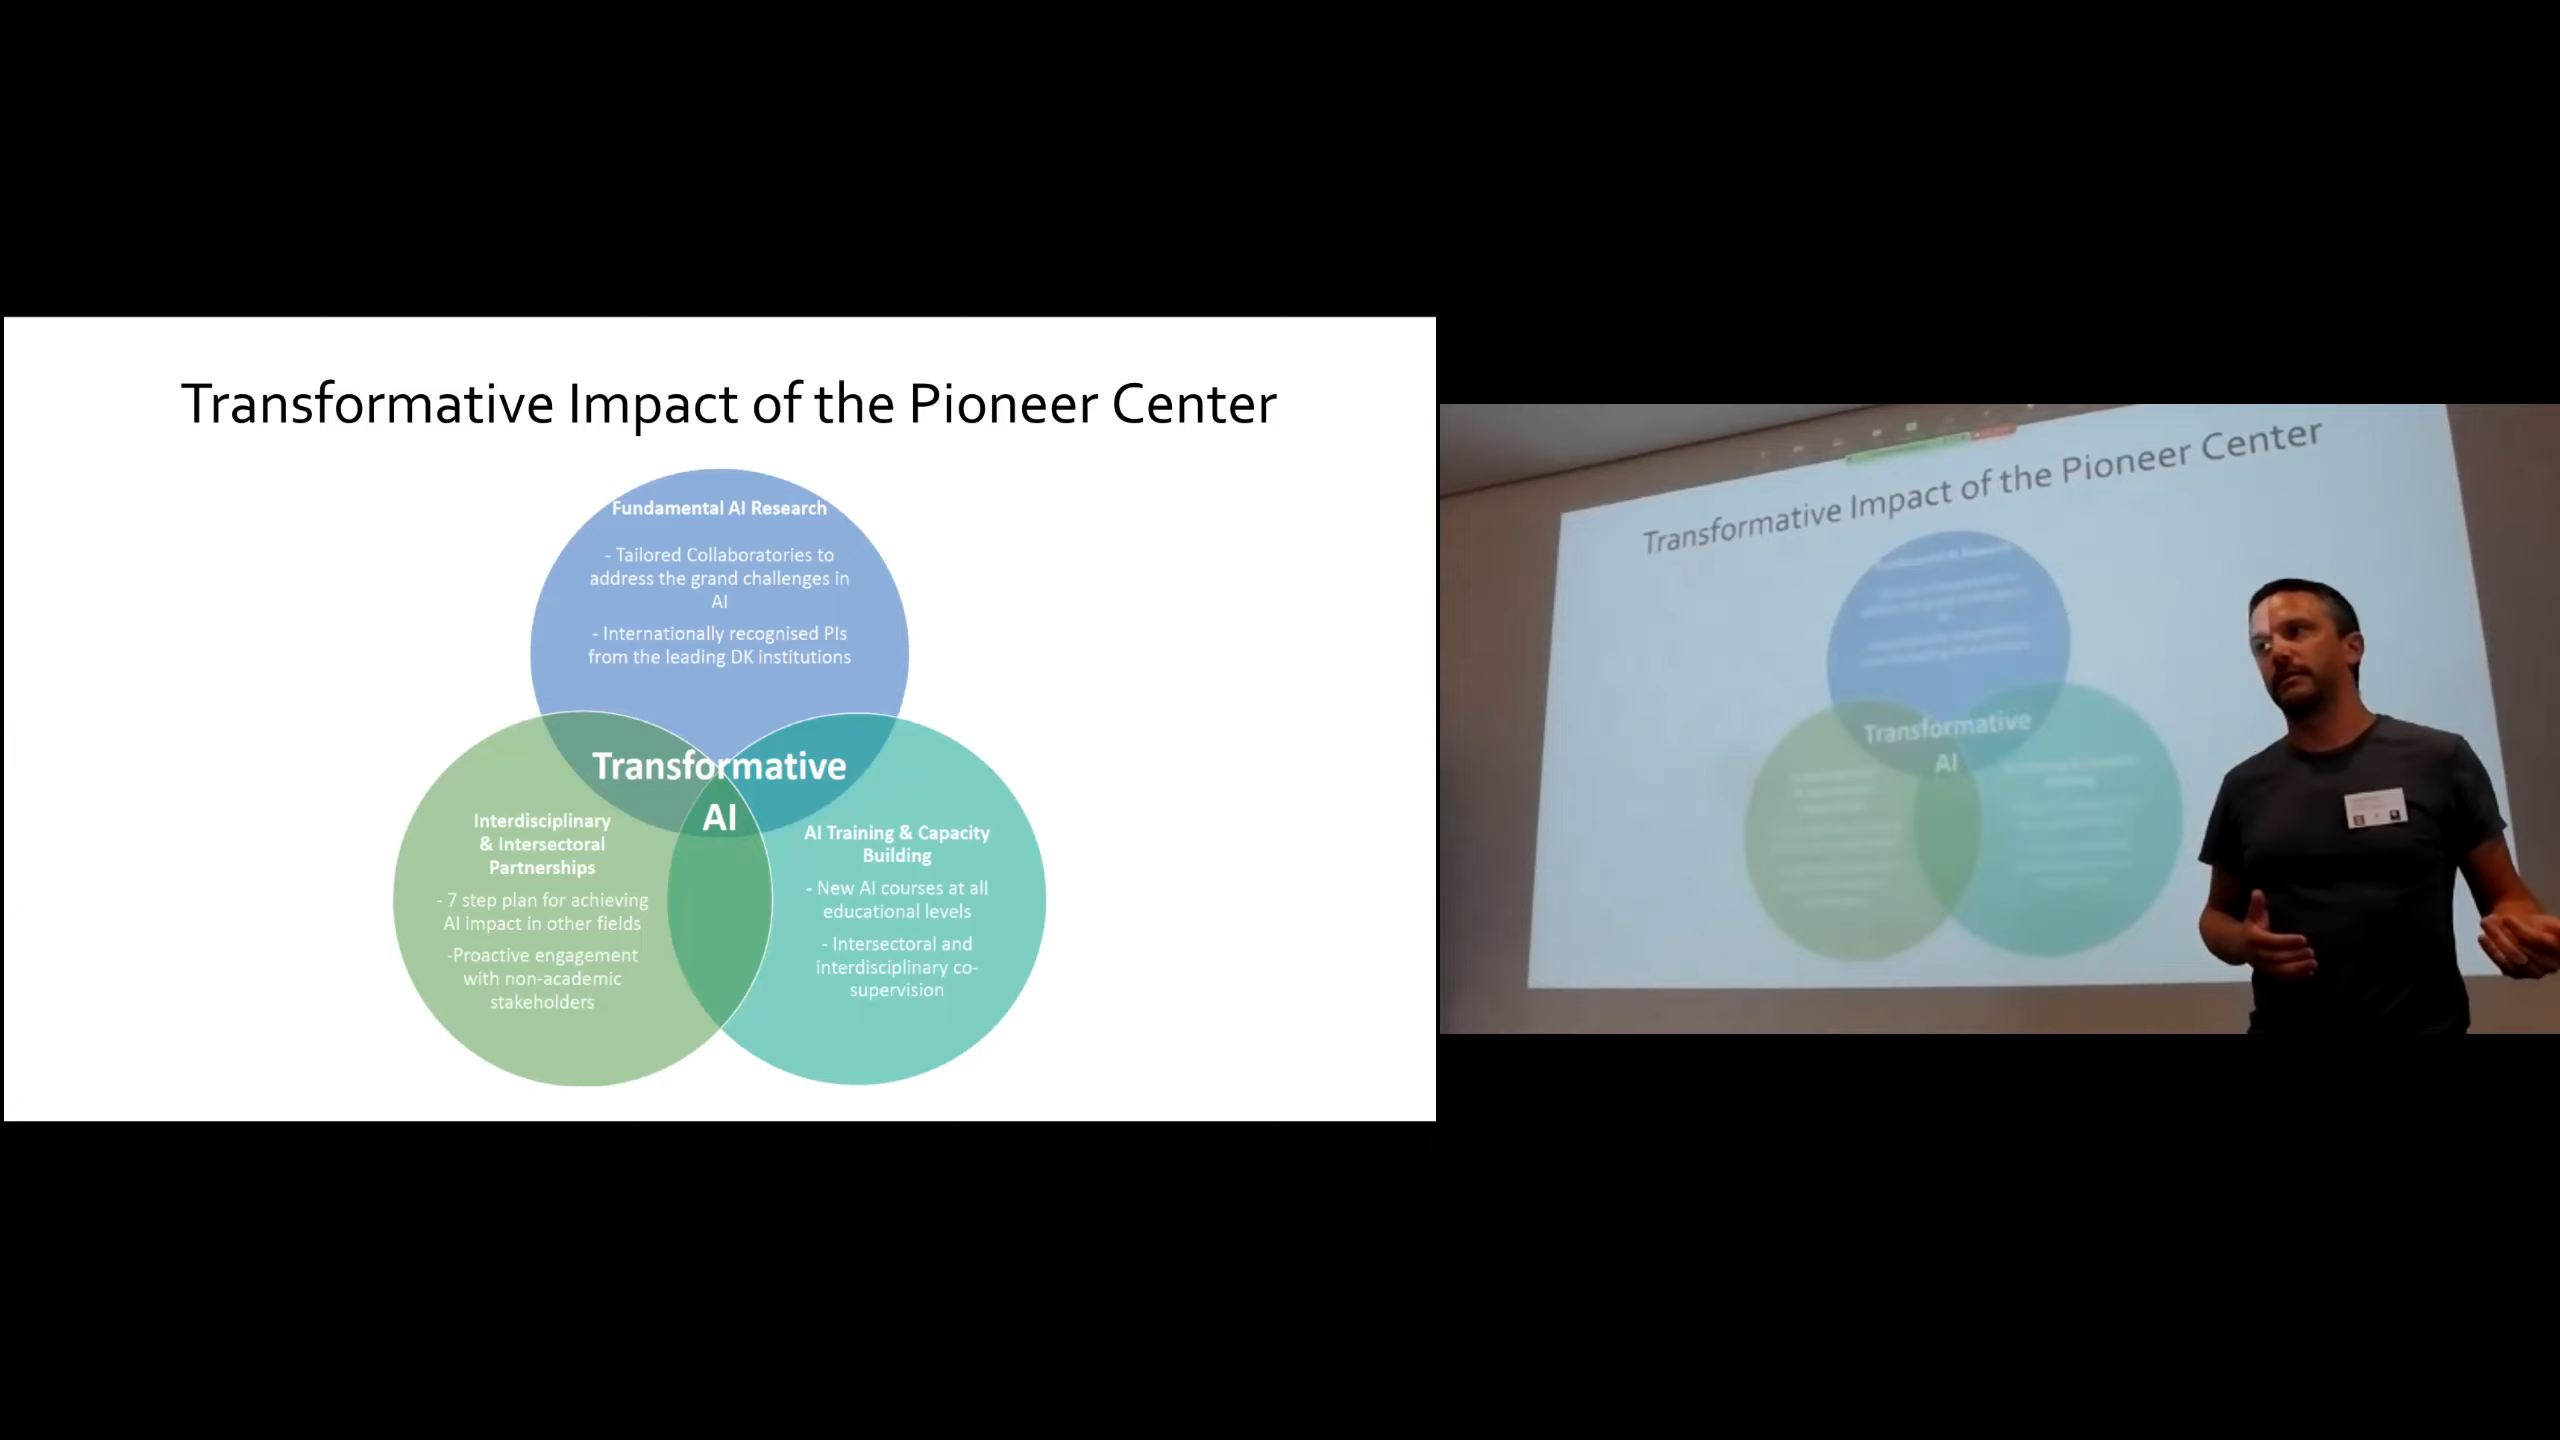 Transformative Impact of the Pioneer Center
Fundamental AI Research
- Tailored Collaboratories to
address the grand challenges in
AI
- Internationally recognised PIs
from the leading DK institutions
Transformative
AI
Interdisciplinary
& Intersectoral
Partnerships
- 7 step plan for achieving
AI impact in other fields
-Proactive engagement
with non-academic
stakeholders
AI Training & Capacity
Building
- New AI courses at all
educational levels
- Intersectoral and
interdisciplinary co-
supervision
Transformative Impact of the Pioneer Center
Transformative
AI